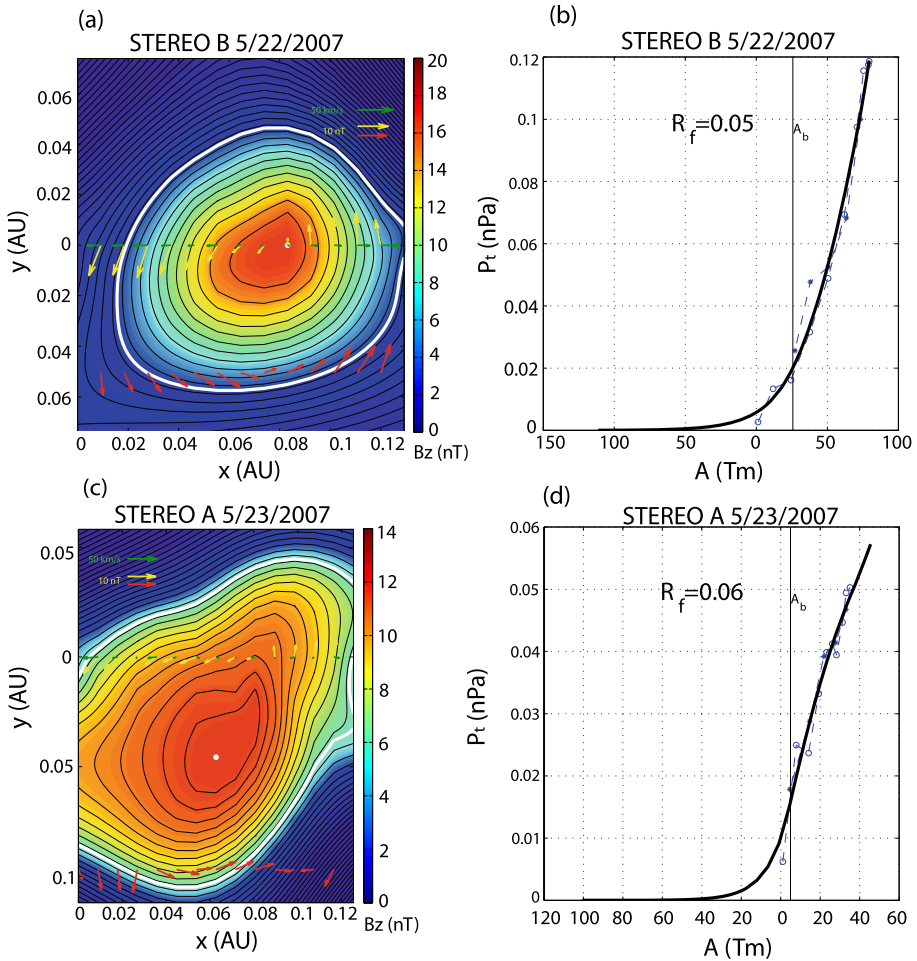 (a)
STEREO B 5/22/2007
50 km/s
10 nT
y (AU)
0.06
0.04
0.02
0
0.02
0.04
0.06
0 0.02 0.04 0.06 0.08 0.1 0.12
x (AU)
20
18
16
14
12
10
8
6
4
2
0
Bz (nT)
(b)
STEREO B 5/22/2007
R_f=0.05
A_b
Pt (nPa)
0.12
0.1
0.08
0.06
0.04
0.02
0
150 100 50 0 50 100
A (Tm)
(c)
STEREO A 5/23/2007
50 km/s
10 nT
y (AU)
0.05
0
0.05
0.1
0 0.02 0.04 0.06 0.08 0.1 0.12
x (AU)
14
12
10
8
6
4
2
0
Bz (nT)
(d)
STEREO A 5/23/2007
R_f=0.06
A_b
Pt (nPa)
0.06
0.05
0.04
0.03
0.02
0.01
0
120 100 80 60 40 20 0 20 40 60
A (Tm)